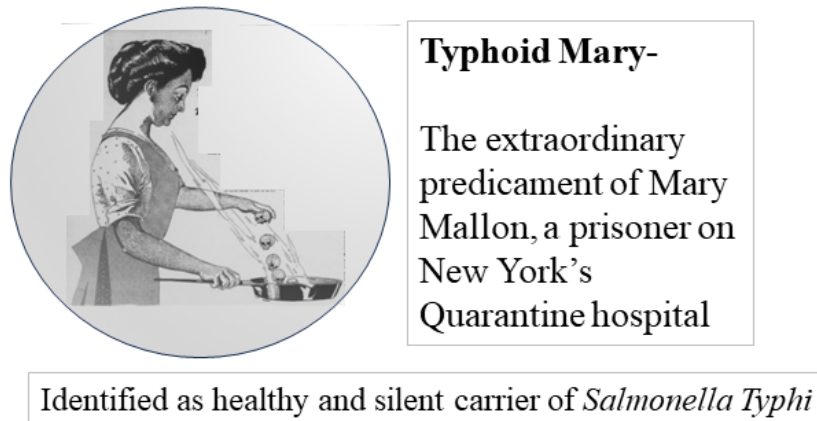 Typhoid Mary-
The extraordinary
predicament of Mary
Mallon, a prisoner on
New York’s
Quarantine hospital
Identified as healthy and silent carrier of Salmonella Typhi